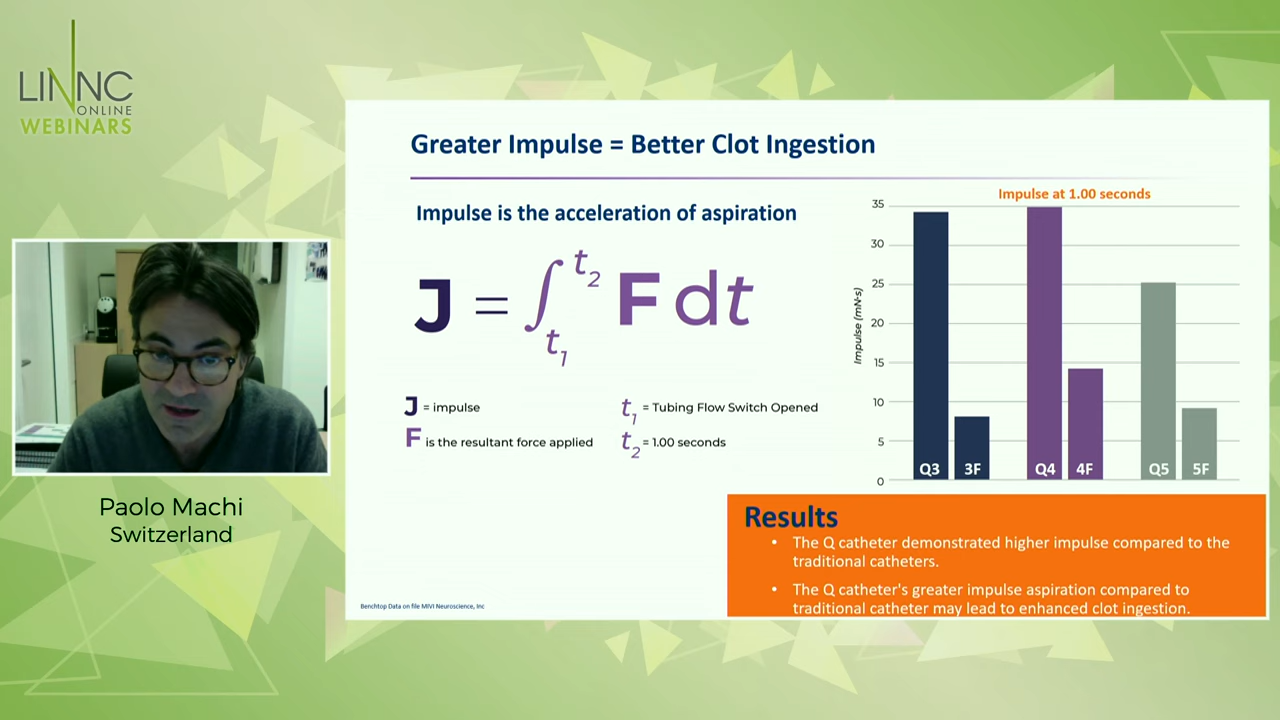 LINNC
ONLINE
WEBINARS
Paolo Machi
Switzerland
Greater Impulse = Better Clot Ingestion
Impulse is the acceleration of aspiration
J = ∫ t₁ t₂ F dt
J = impulse
F is the resultant force applied
t₁ = Tubing Flow Switch Opened
t₂ = 1.00 seconds
Impulse at 1.00 seconds
Impulse (mN·s)
35
30
25
20
15
10
5
0
Q3 3F Q4 4F Q5 5F
Results
• The Q catheter demonstrated higher impulse compared to the
traditional catheters.
• The Q catheter's greater impulse aspiration compared to
traditional catheter may lead to enhanced clot ingestion.
Benchtop Data on file MIVI Neuroscience, Inc